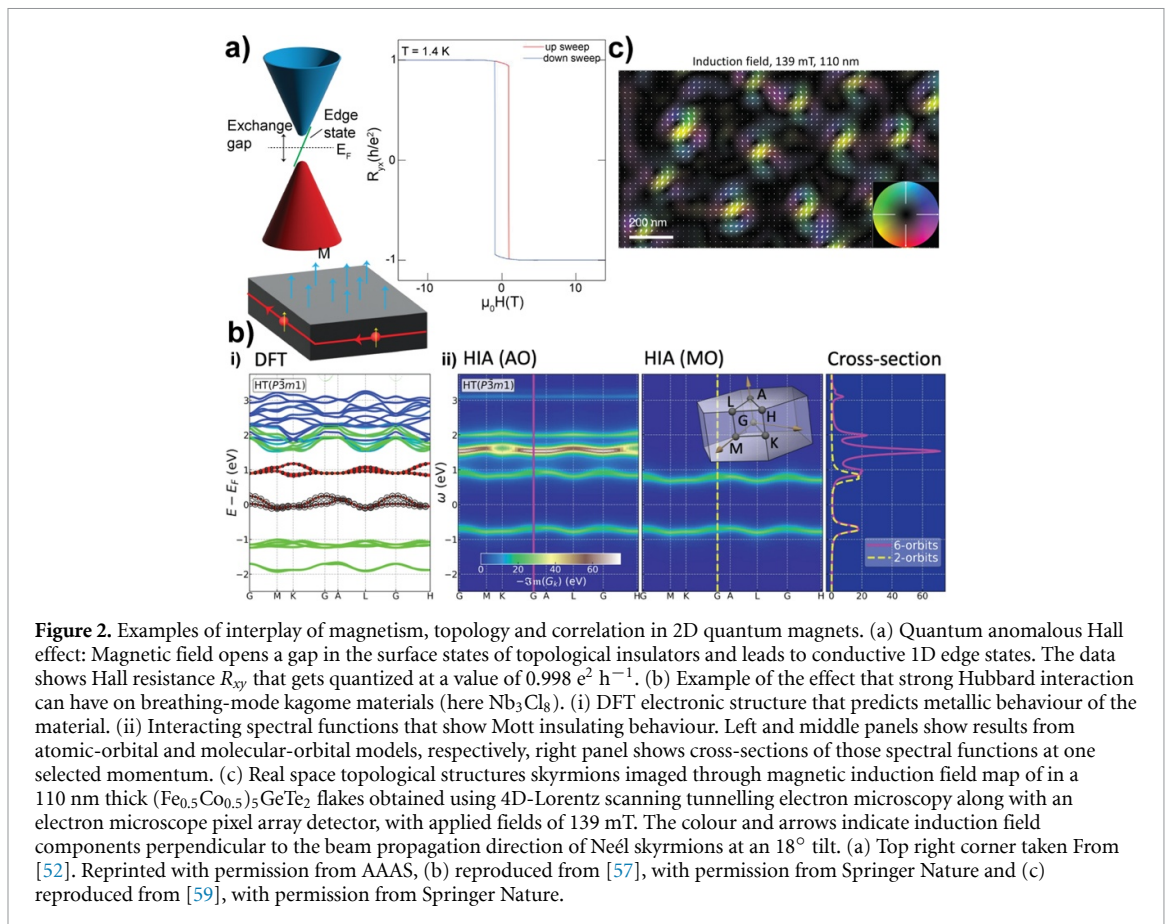 a)
Exchange
gap
Edge
state
E_F
M
T = 1.4 K
up sweep
down sweep
R_yx(h/e²)
1
0
-1
-10
0
10
μ₀H(T)
c)
Induction field, 139 mT, 110 nm
200 nm
b)
i) DFT
HT(P3̅m1)
E − E_F (eV)
3
2
1
0
−1
−2
G M K G A L G H
ii) HIA (AO)
HT(P3̅m1)
ω (eV)
3
2
1
0
−1
−2
0 20 40 60
−ℑm(G_k) (eV)
G M K G A L G H
HIA (MO)
L A
H
G
M K
G M K G A L G H
Cross-section
6-orbits
2-orbits
0 20 40 60
Figure 2. Examples of interplay of magnetism, topology and correlation in 2D quantum magnets. (a) Quantum anomalous Hall
effect: Magnetic field opens a gap in the surface states of topological insulators and leads to conductive 1D edge states. The data
shows Hall resistance R_xy that gets quantized at a value of 0.998 e² h⁻¹. (b) Example of the effect that strong Hubbard interaction
can have on breathing-mode kagome materials (here Nb₃Cl₈). (i) DFT electronic structure that predicts metallic behaviour of the
material. (ii) Interacting spectral functions that show Mott insulating behaviour. Left and middle panels show results from
atomic-orbital and molecular-orbital models, respectively, right panel shows cross-sections of those spectral functions at one
selected momentum. (c) Real space topological structures skyrmions imaged through magnetic induction field map of in a
110 nm thick (Fe₀.₅Co₀.₅)₅GeTe₂ flakes obtained using 4D-Lorentz scanning tunnelling electron microscopy along with an
electron microscope pixel array detector, with applied fields of 139 mT. The colour and arrows indicate induction field
components perpendicular to the beam propagation direction of Neél skyrmions at an 18° tilt. (a) Top right corner taken From
[52]. Reprinted with permission from AAAS, (b) reproduced from [57], with permission from Springer Nature and (c)
reproduced from [59], with permission from Springer Nature.